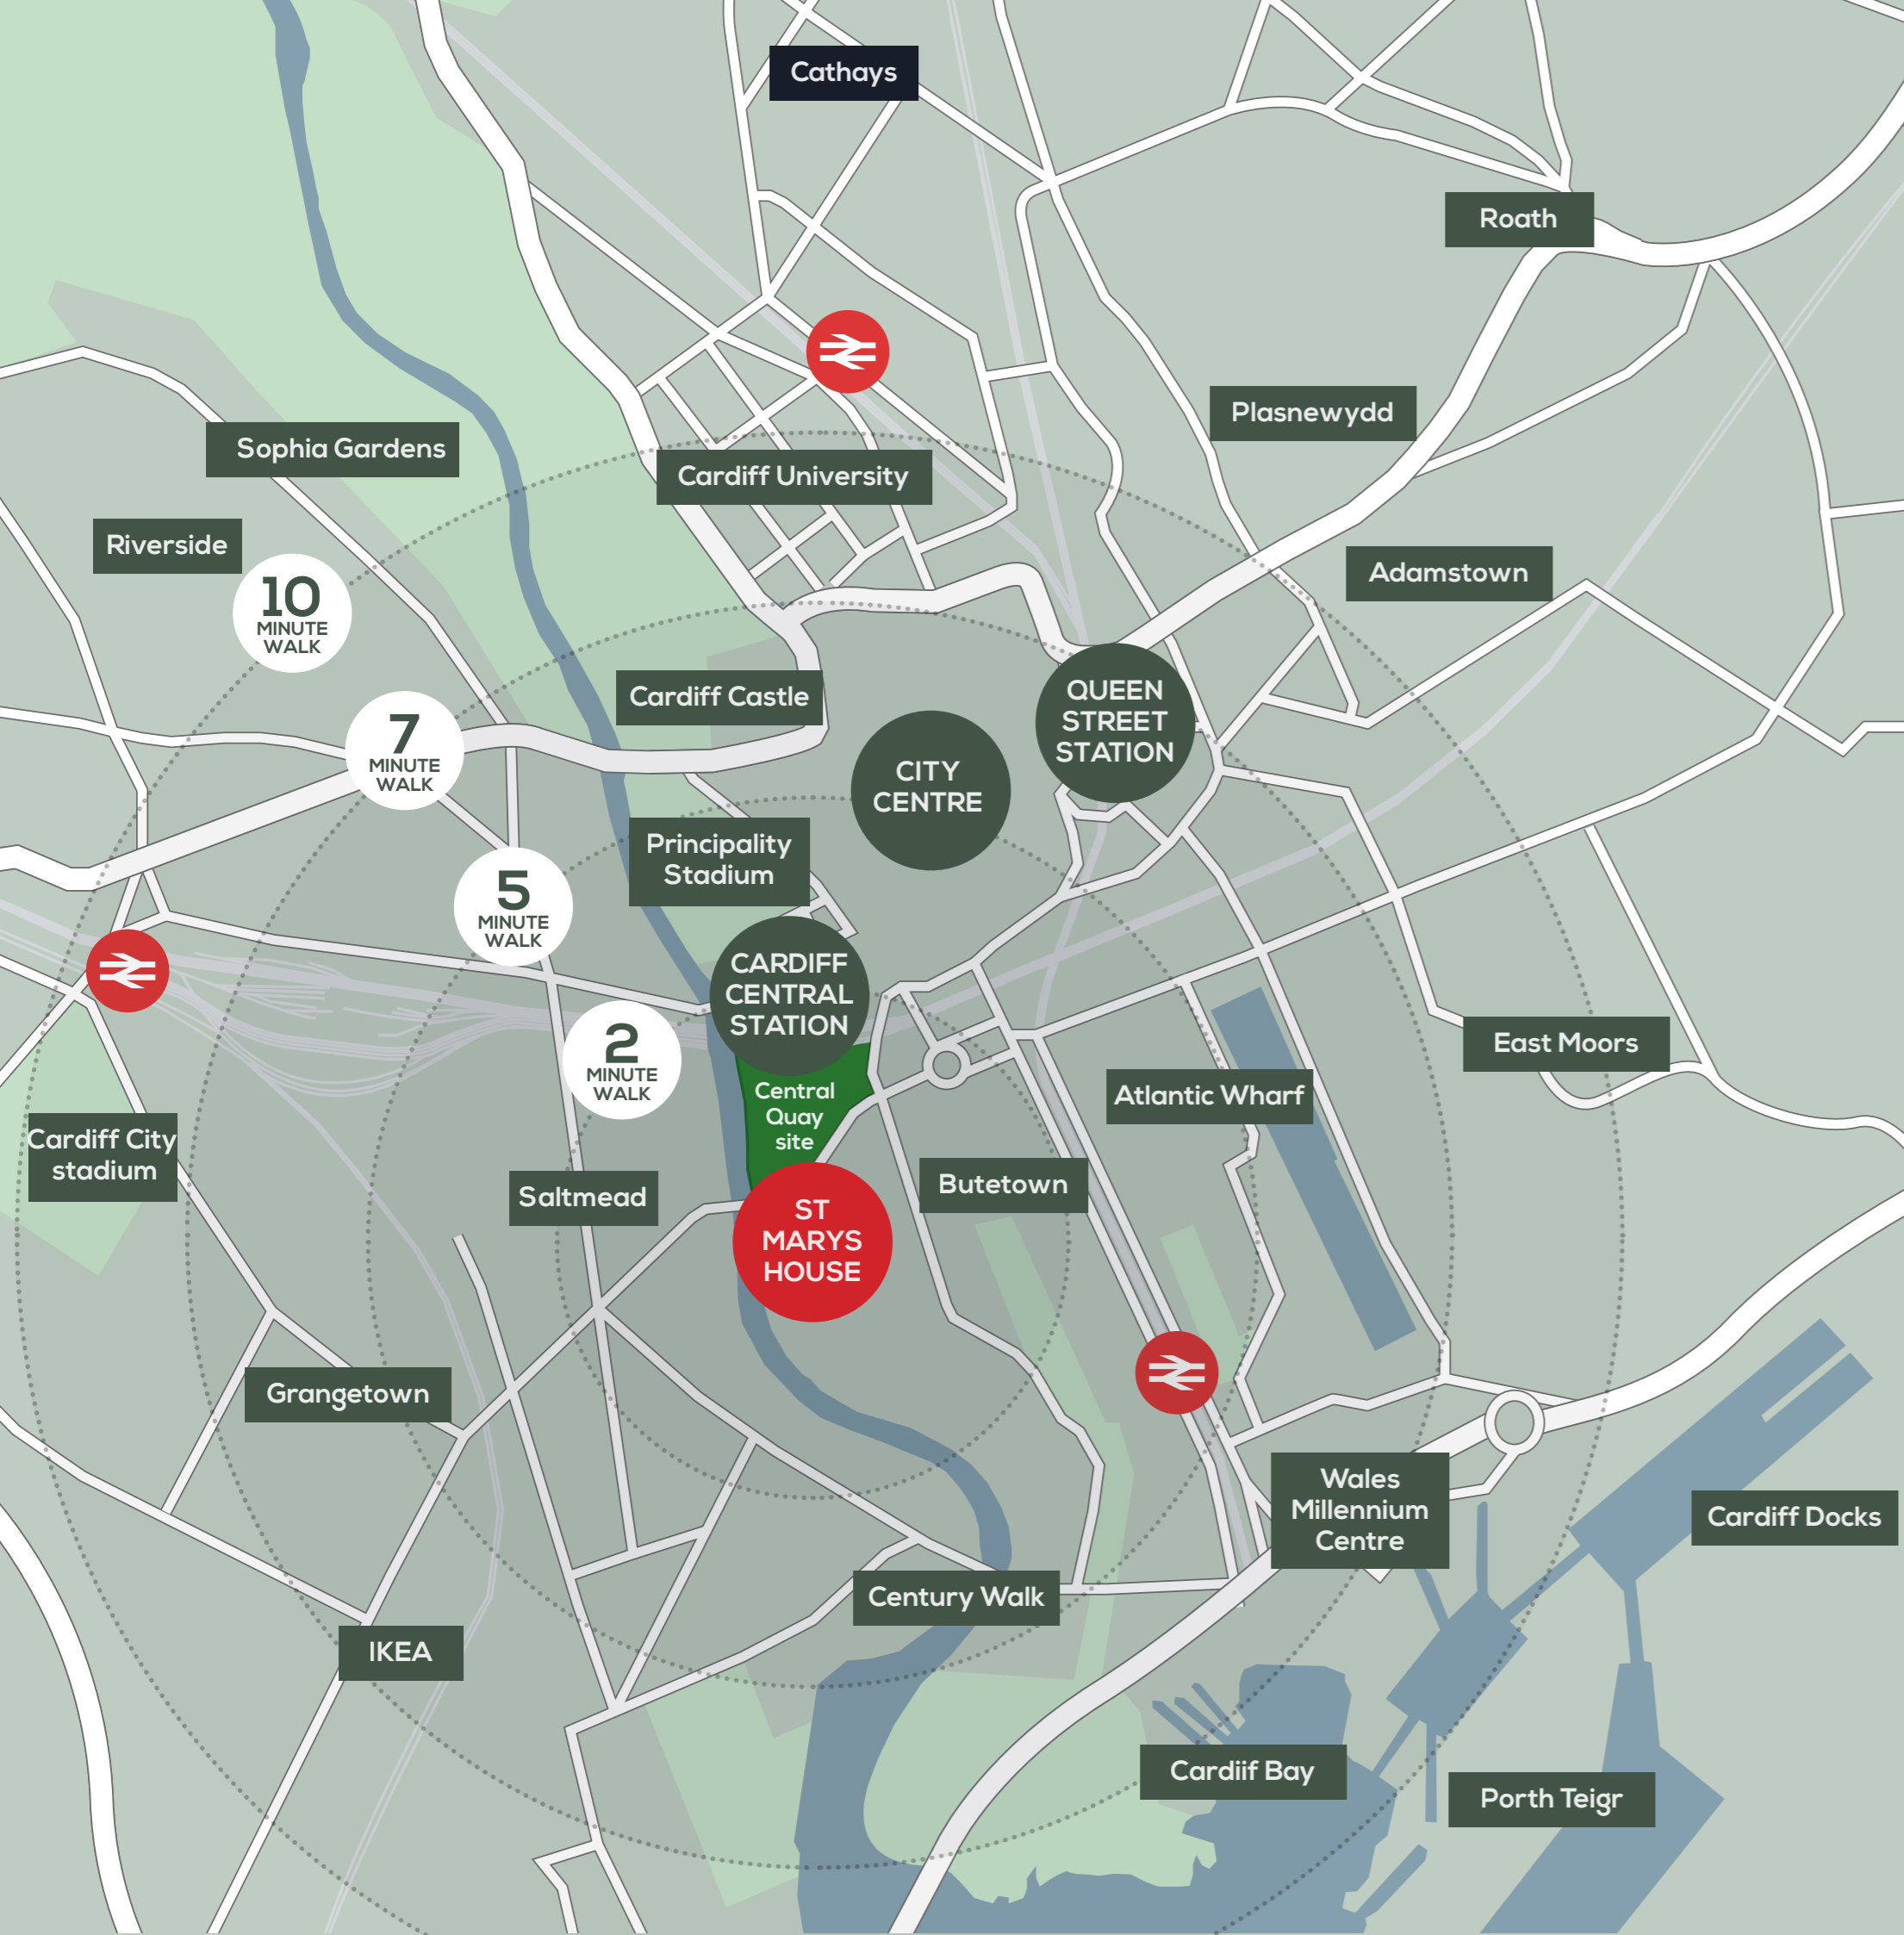 Cathays
Roath
Plasnewydd
Sophia Gardens
Cardiff University
Riverside
Adamstown
10
MINUTE
WALK
Cardiff Castle
QUEEN
STREET
STATION
7
MINUTE
WALK
CITY
CENTRE
Principality
Stadium
5
MINUTE
WALK
CARDIFF
CENTRAL
STATION
2
MINUTE
WALK
East Moors
Central
Quay
site
Atlantic Wharf
Cardiff City
stadium
Saltmead
Butetown
ST
MARYS
HOUSE
Grangetown
Wales
Millennium
Centre
Cardiff Docks
Century Walk
IKEA
Cardiif Bay
Porth Teigr